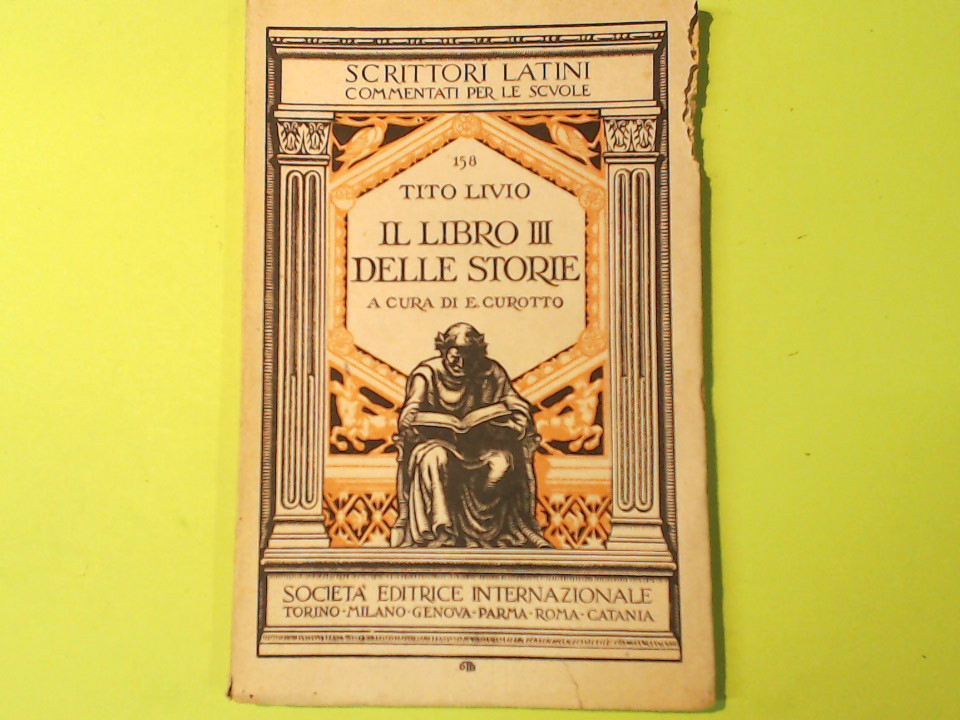 SCRITTORI LATINI
COMMENTATI PER LE SCVOLE
158
TITO LIVIO
IL LIBRO III
DELLE STORIE
A CURA DI E. CUROTTO
SOCIETÀ EDITRICE INTERNAZIONALE
TORINO-MILANO-GENOVA-PARMA-ROMA-CATANIA